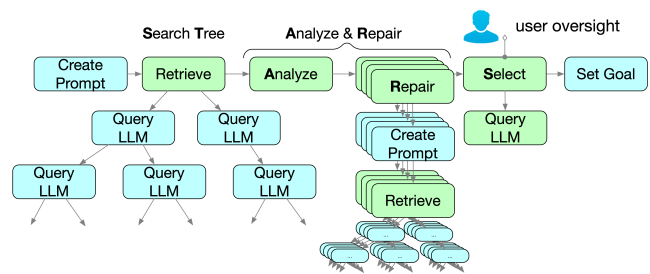 user oversight
Search Tree
Analyze & Repair
Create
Prompt
Retrieve
Analyze
Repair
Select
Set Goal
Query
LLM
Query
LLM
Query
LLM
Create
Prompt
Query
LLM
Query
LLM
Query
LLM
Retrieve
...
...
...
...
...